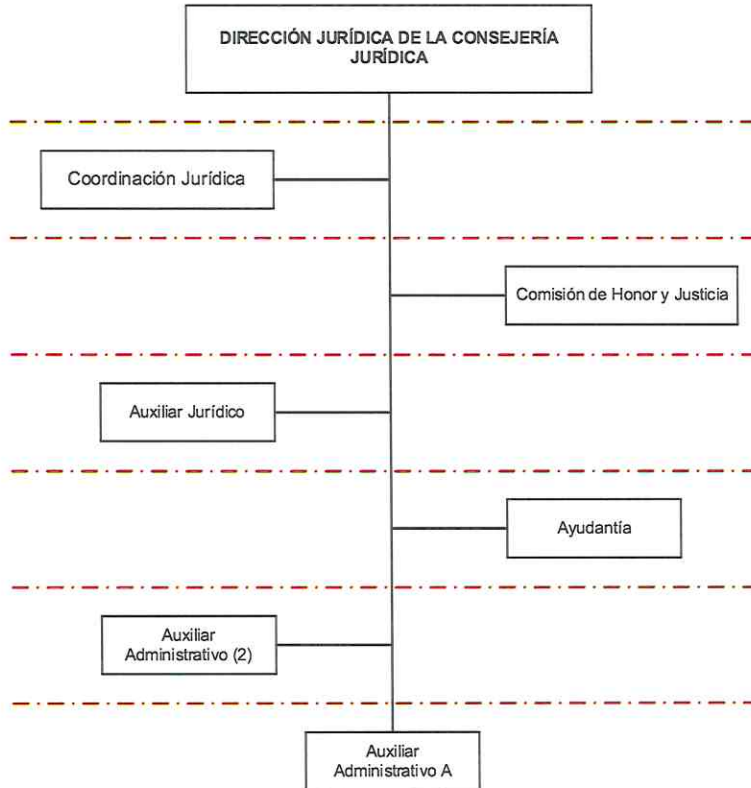 DIRECCIÓN JURÍDICA DE LA CONSEJERÍA
JURÍDICA
Coordinación Jurídica
Comisión de Honor y Justicia
Auxiliar Jurídico
Ayudantía
Auxiliar
Administrativo (2)
Auxiliar
Administrativo A